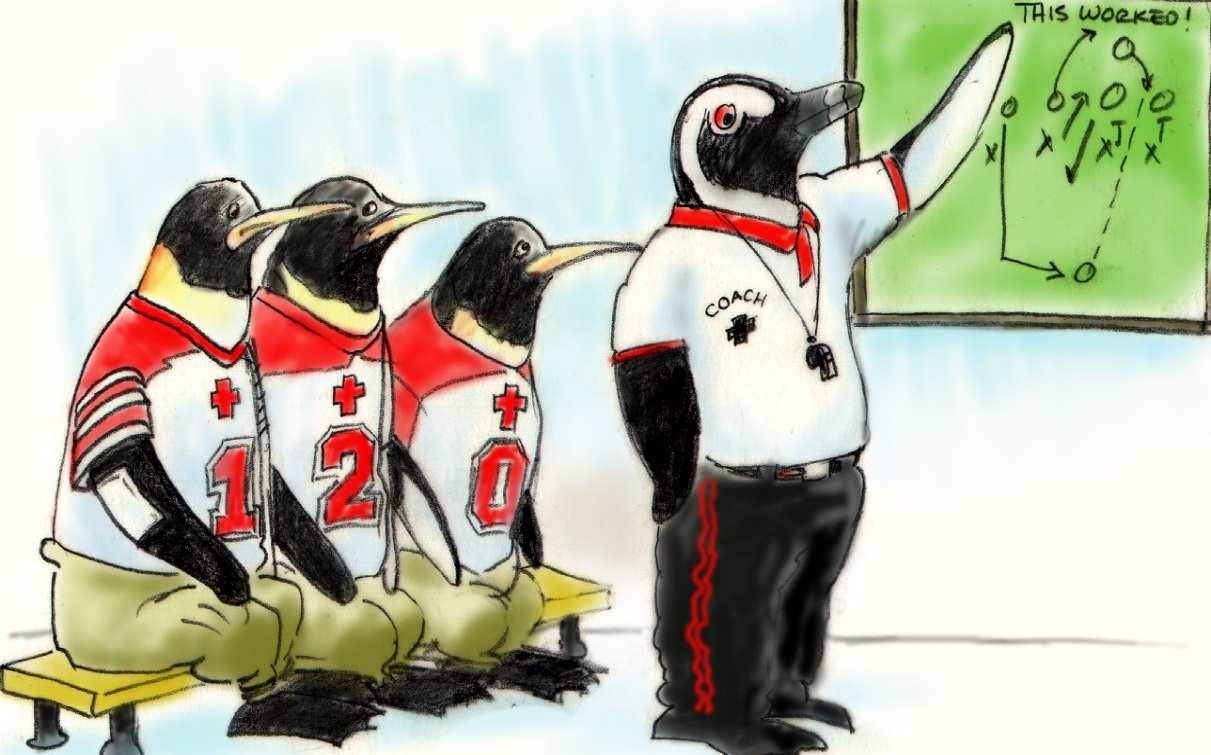 THIS WORKED!
X X X J X T
COACH
1 2 0